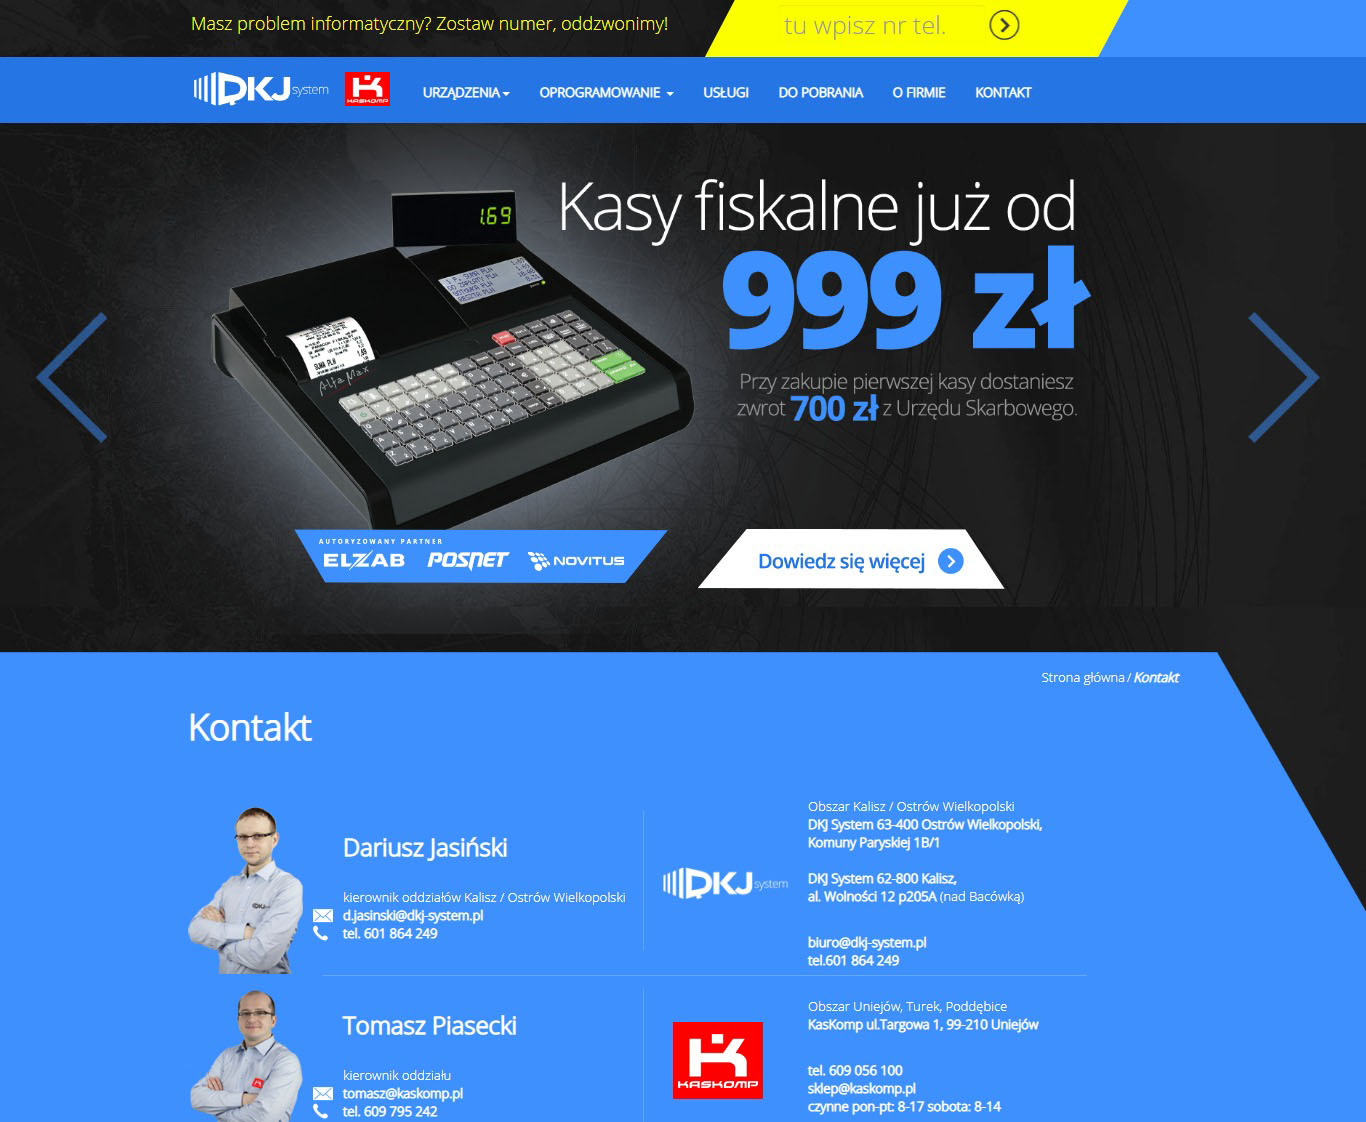 Masz problem informatyczny? Zostaw numer, oddzwonimy!
tu wpisz nr tel.
DKJ system
KASKOMP
URZĄDZENIA
OPROGRAMOWANIE
USŁUGI
DO POBRANIA
O FIRMIE
KONTAKT
Kasy fiskalne już od
999 zł
Przy zakupie pierwszej kasy dostaniesz
zwrot 700 zł z Urzędu Skarbowego.
1.69
SUMA PLN
Alfa Max
AUTORYZOWANY PARTNER
ELZAB POSNET NOVITUS
Dowiedz się więcej
Strona główna / Kontakt
Kontakt
Dariusz Jasiński
kierownik oddziałów Kalisz / Ostrów Wielkopolski
d.jasinski@dkj-system.pl
tel. 601 864 249
DKJ system
Obszar Kalisz / Ostrów Wielkopolski
DKJ System 63-400 Ostrów Wielkopolski,
Komuny Paryskiej 1B/1
DKJ System 62-800 Kalisz,
al. Wolności 12 p205A (nad Bacówką)
biuro@dkj-system.pl
tel.601 864 249
Tomasz Piasecki
kierownik oddziału
tomasz@kaskomp.pl
tel. 609 795 242
KASKOMP
Obszar Uniejów, Turek, Poddębice
KasKomp ul.Targowa 1, 99-210 Uniejów
tel. 609 056 100
sklep@kaskomp.pl
czynne pon-pt: 8-17 sobota: 8-14